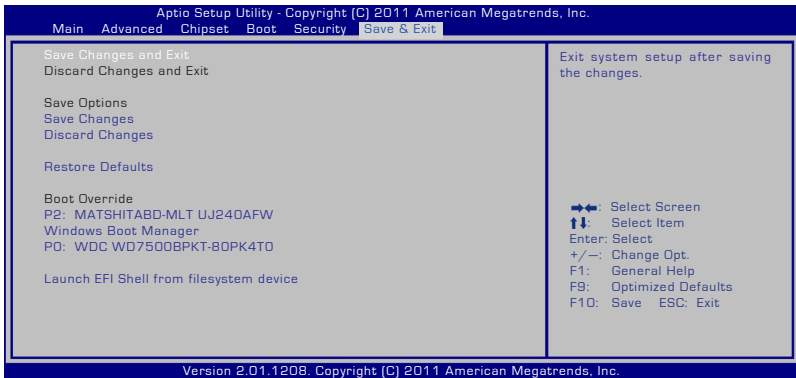 Aptio Setup Utility - Copyright (C) 2011 American Megatrends, Inc.
Main Advanced Chipset Boot Security Save & Exit
Save Changes and Exit
Discard Changes and Exit
Save Options
Save Changes
Discard Changes
Restore Defaults
Boot Override
P2: MATSHITABD-MLT UJ240AFW
Windows Boot Manager
P0: WDC WD7500BPKT-80PK4T0
Launch EFI Shell from filesystem device
Exit system setup after saving
the changes.
→←: Select Screen
↑↓: Select Item
Enter: Select
+/−: Change Opt.
F1: General Help
F9: Optimized Defaults
F10: Save ESC: Exit
Version 2.01.1208. Copyright (C) 2011 American Megatrends, Inc.